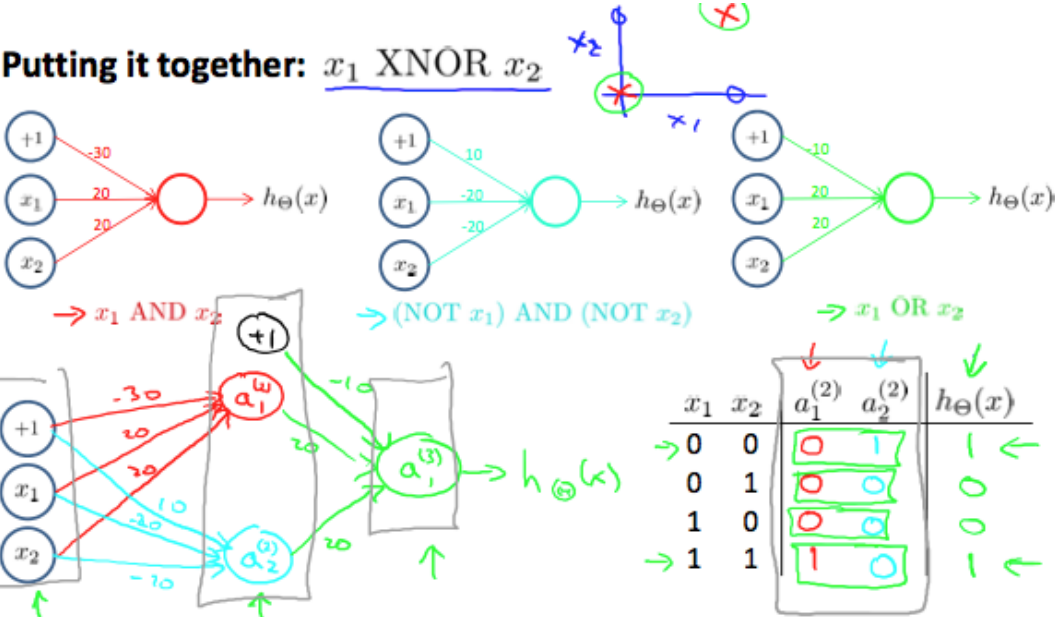 Putting it together: x₁ XNOR x₂
x₂
x₁
+1
-30
x₁
20
hΘ(x)
20
x₂
→ x₁ AND x₂
+1
10
x₁
-20
hΘ(x)
-20
x₂
→ (NOT x₁) AND (NOT x₂)
+1
-10
x₁
20
hΘ(x)
20
x₂
→ x₁ OR x₂
+1
x₁
x₂
-30
20
20
10
-20
-20
+1
a₁⁽²⁾
a₂⁽²⁾
-10
20
20
a₁⁽³⁾
→ hΘ(x)
x₁ x₂ a₁⁽²⁾ a₂⁽²⁾ hΘ(x)
→ 0 0 0 1 1 ←
0 1 0 0 0
1 0 0 0 0
→ 1 1 1 0 1 ←